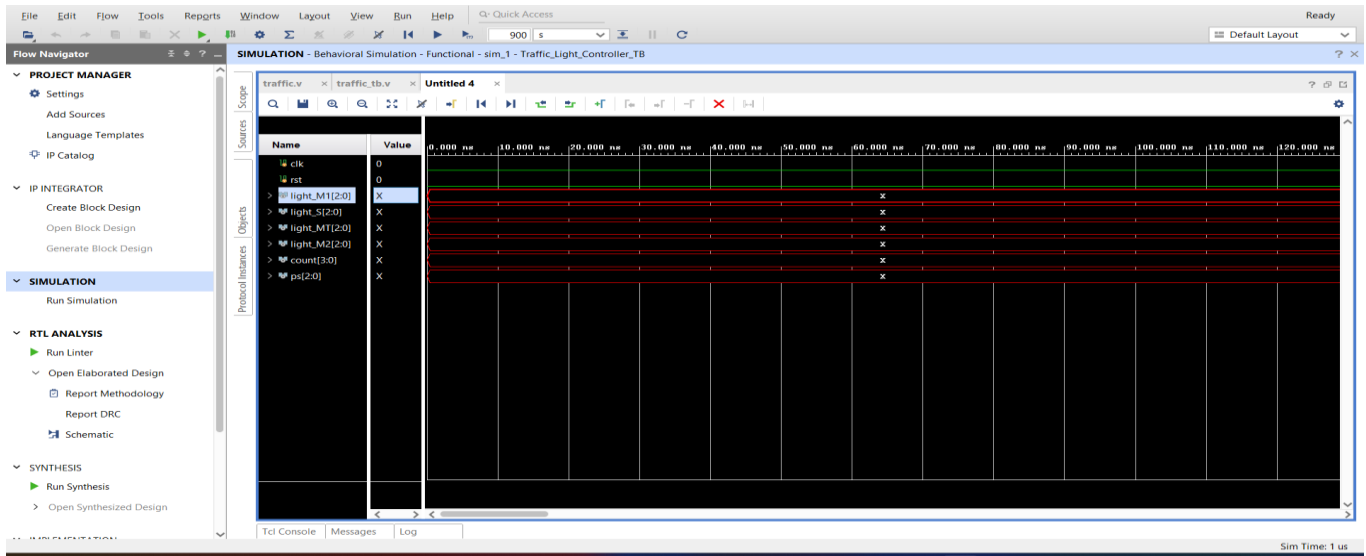 File Edit Flow Tools Reports Window Layout View Run Help Quick Access Ready
900 s Default Layout
Flow Navigator SIMULATION - Behavioral Simulation - Functional - sim_1 - Traffic_Light_Controller_TB
PROJECT MANAGER
Settings
Add Sources
Language Templates
IP Catalog
IP INTEGRATOR
Create Block Design
Open Block Design
Generate Block Design
SIMULATION
Run Simulation
RTL ANALYSIS
Run Linter
Open Elaborated Design
Report Methodology
Report DRC
Schematic
SYNTHESIS
Run Synthesis
Open Synthesized Design
Scope
Sources
Objects
Protocol Instances
traffic.v traffic_tb.v Untitled 4
Name Value 0.000 ns 10.000 ns 20.000 ns 30.000 ns 40.000 ns 50.000 ns 60.000 ns 70.000 ns 80.000 ns 90.000 ns 100.000 ns 110.000 ns 120.000 ns
clk 0
rst 0
light_M1[2:0] X X
light_S[2:0] X X
light_MT[2:0] X X
light_M2[2:0] X X
count[3:0] X X
ps[2:0] X X
Tcl Console Messages Log
Sim Time: 1 us